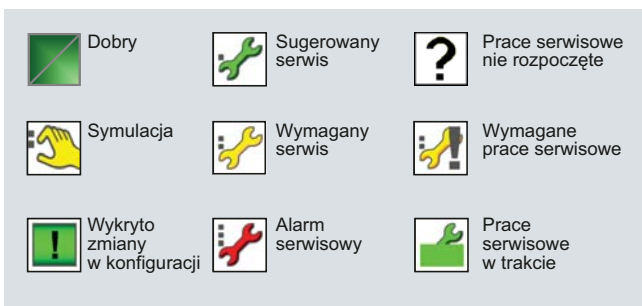 Dobry
Sugerowany
serwis
Prace serwisowe
nie rozpoczęte
Symulacja
Wymagany
serwis
Wymagane
prace serwisowe
Wykryto
zmiany
w konfiguracji
Alarm
serwisowy
Prace
serwisowe
w trakcie